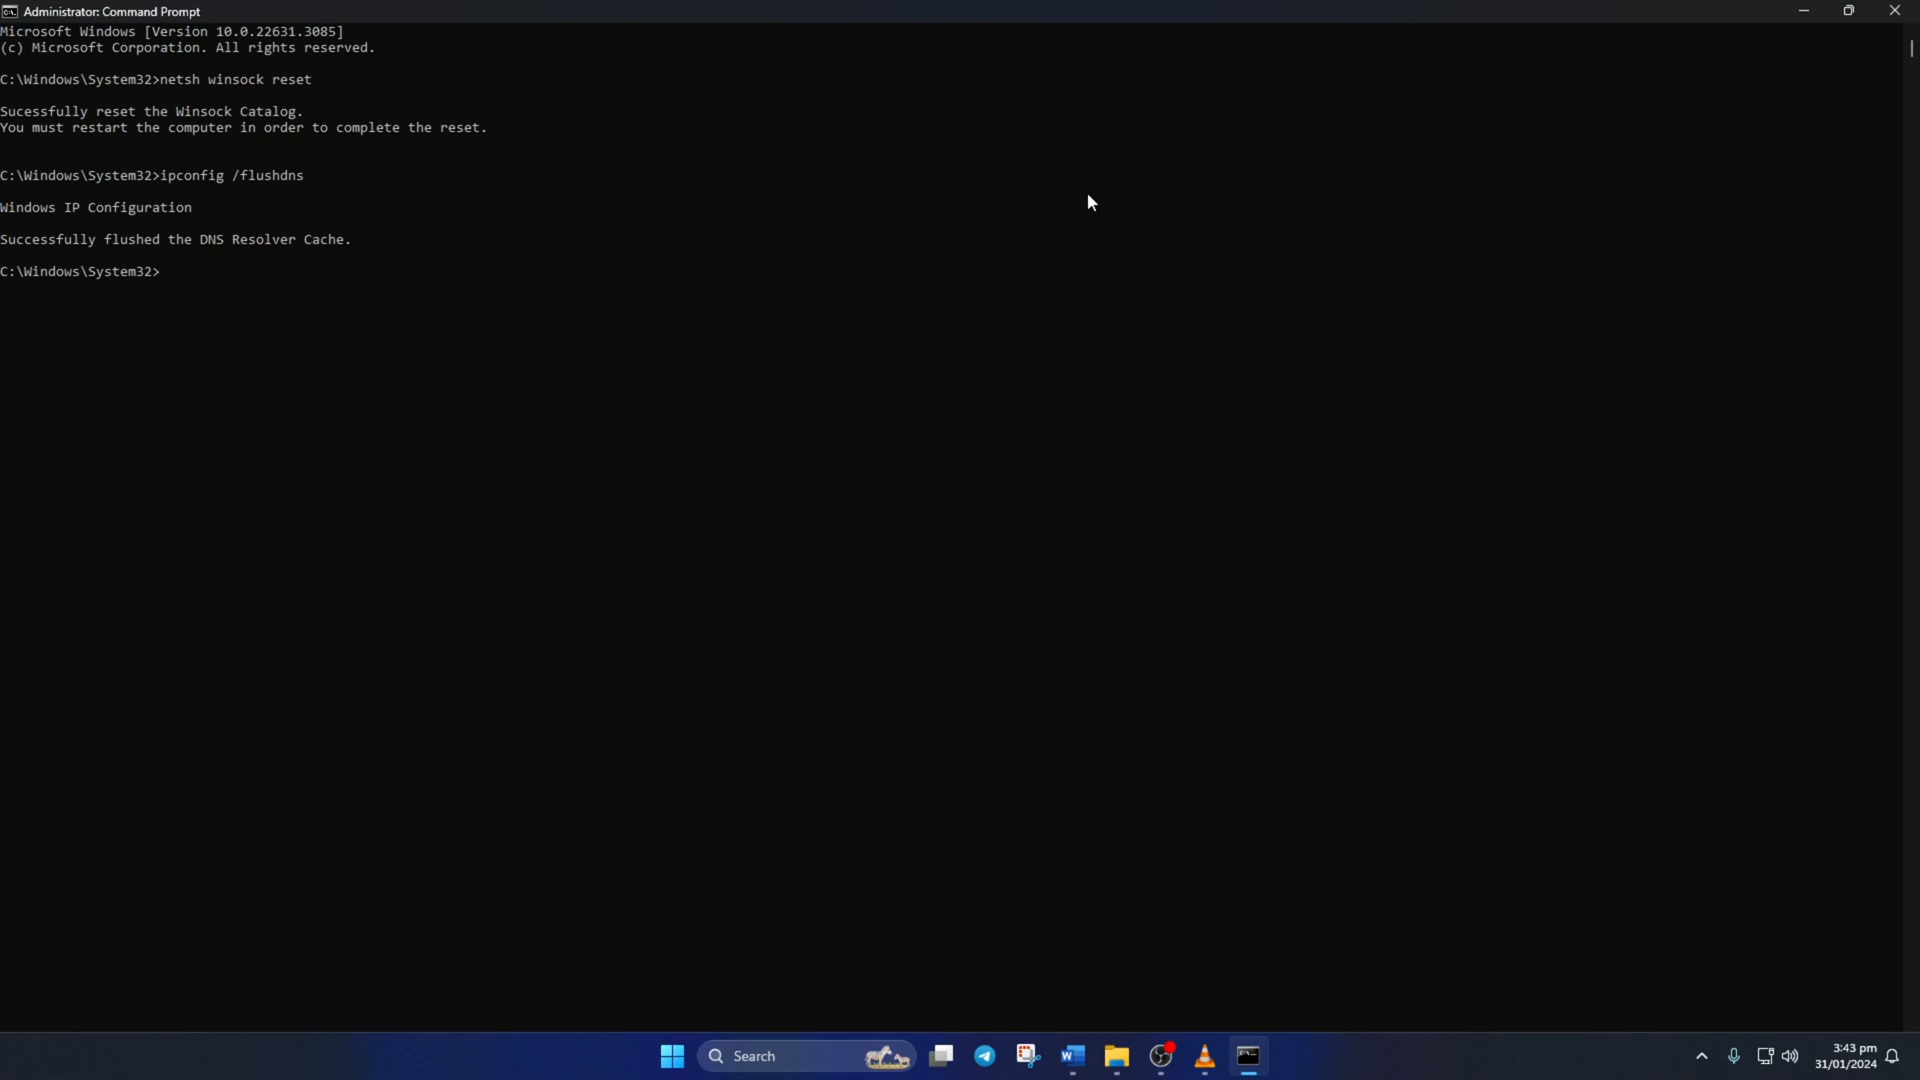 Administrator: Command Prompt
Microsoft Windows [Version 10.0.22631.3085]
(c) Microsoft Corporation. All rights reserved.
C:\Windows\System32>netsh winsock reset
Sucessfully reset the Winsock Catalog.
You must restart the computer in order to complete the reset.
C:\Windows\System32>ipconfig /flushdns
Windows IP Configuration
Successfully flushed the DNS Resolver Cache.
C:\Windows\System32>
Search
3:43 pm
31/01/2024